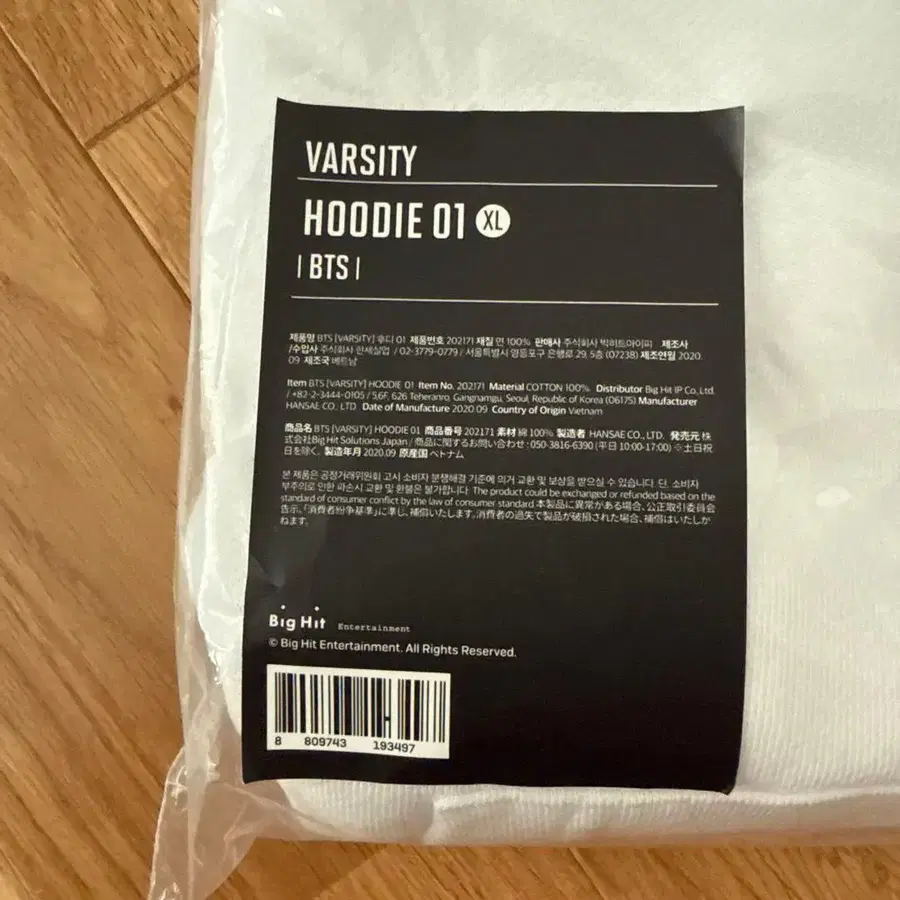 VARSITY
HOODIE 01 XL
| BTS |
제품명 BTS [VARSITY] 후디 01 제품번호 202171 재질 면 100% 판매사 주식회사 빅히트아이피 제조사
/수입사 주식회사 한세실업 / 02-3779-0779 / 서울특별시 영등포구 은행로 29, 5층 (07238) 제조연월 2020.
09 제조국 베트남
Item BTS [VARSITY] HOODIE 01 Item No. 202171 Material COTTON 100% Distributor Big Hit IP Co., Ltd.
/ +82-2-3444-0105 / 5,6F, 626 Teheranro, Gangnamgu, Seoul, Republic of Korea (06175) Manufacturer
HANSAE CO., LTD Date of Manufacture 2020.09 Country of Origin Vietnam
商品名 BTS [VARSITY] HOODIE 01 商品番号 202171 素材 綿 100% 製造者 HANSAE CO., LTD. 発売元 株
式会社Big Hit Solutions Japan / 商品に関するお問い合わせ : 050-3816-6390 (平日 10:00-17:00) ※土日祝
日を除く. 製造年月 2020.09 原産国 ベトナム
본 제품은 공정거래위원회 고시 소비자 분쟁해결 기준에 의거 교환 및 보상을 받으실 수 있습니다. 단, 소비자
부주의로 인한 파손시 교환 및 환불은 불가합니다. The product could be exchanged or refunded based on the
standard of consumer confict by the law of consumer standard 本製品に異常がある場合、公正取引委員会
告示、「消費者紛争基準」に準じ、補償いたします。消費者の過失で製品が破損された場合、補償はいたしか
ねます。
Big Hit Entertainment
© Big Hit Entertainment. All Rights Reserved.
8 809743 193497